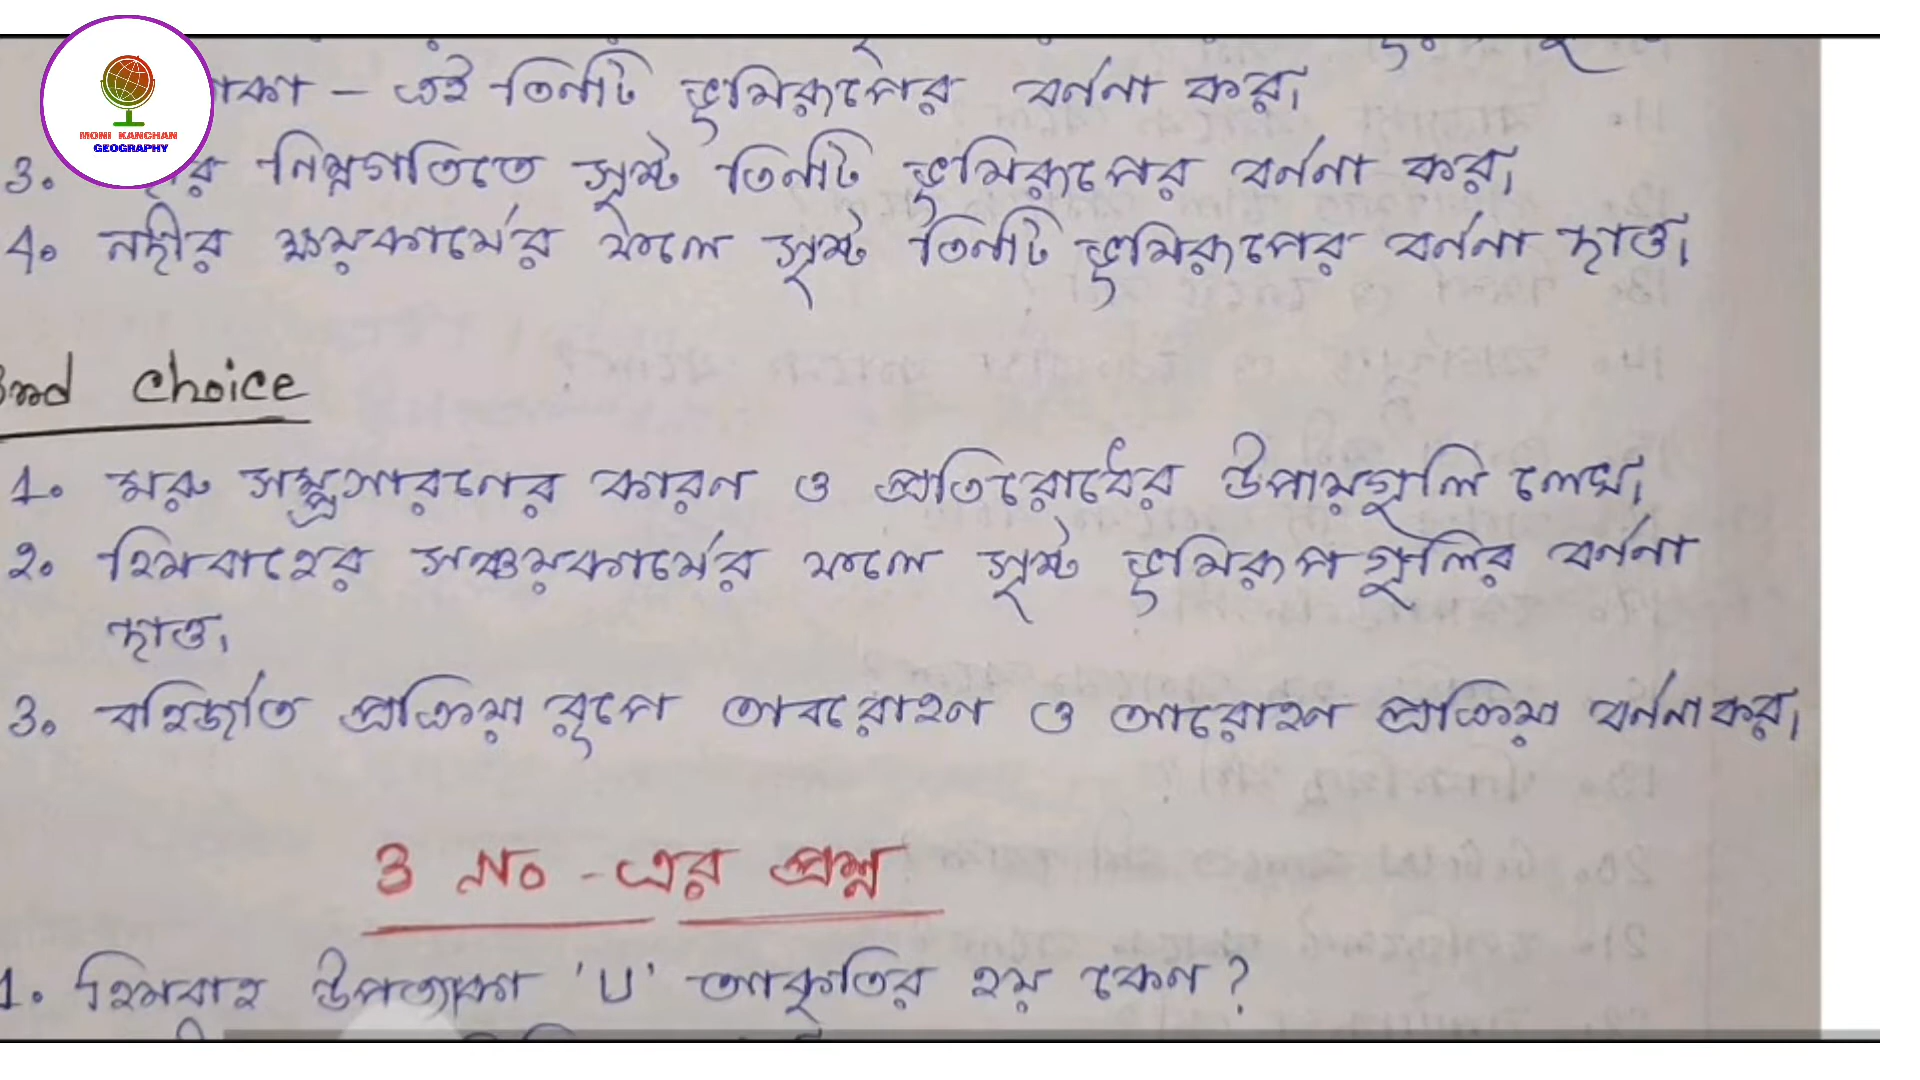 MONI KANCHAN
GEOGRAPHY
- এই তিনটি ভূমিরূপের বর্ণনা কর।
3. নিম্নগতিতে সৃষ্ট তিনটি ভূমিরূপের বর্ণনা কর।
4. নদীর ক্ষয়কার্যের ফলে সৃষ্ট তিনটি ভূমিরূপের বর্ণনা দাও।
choice
1. মরু সম্প্রসারণের কারণ ও প্রতিরোধের উপায়গুলি লেখ।
২. হিমবাহের সঞ্চয়কার্যের ফলে সৃষ্ট ভূমিরূপগুলির বর্ণনা
দাও।
3. বহির্জাত প্রক্রিয়া রূপে অবরোহণ ও আরোহণ প্রক্রিয়া বর্ণনা কর।
3 নং -এর প্রশ্ন
1. হিমবাহ উপত্যকা 'U' আকৃতির হয় কেন?